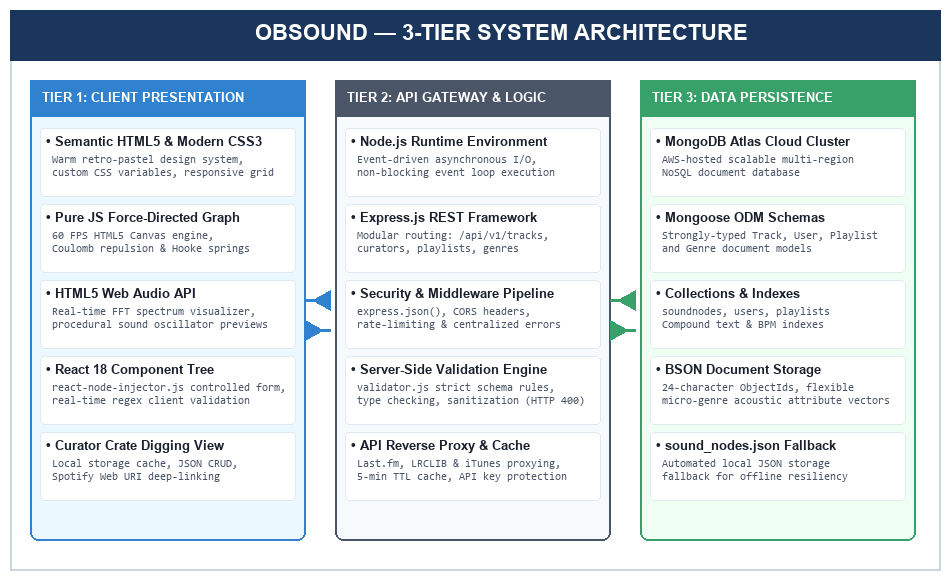 OBSOUND — 3-TIER SYSTEM ARCHITECTURE
TIER 1: CLIENT PRESENTATION
• Semantic HTML5 & Modern CSS3
Warm retro-pastel design system,
custom CSS variables, responsive grid
• Pure JS Force-Directed Graph
60 FPS HTML5 Canvas engine,
Coulomb repulsion & Hooke springs
• HTML5 Web Audio API
Real-time FFT spectrum visualizer,
procedural sound oscillator previews
• React 18 Component Tree
react-node-injector.js controlled form,
real-time regex client validation
• Curator Crate Digging View
Local storage cache, JSON CRUD,
Spotify Web URI deep-linking
TIER 2: API GATEWAY & LOGIC
• Node.js Runtime Environment
Event-driven asynchronous I/O,
non-blocking event loop execution
• Express.js REST Framework
Modular routing: /api/v1/tracks,
curators, playlists, genres
• Security & Middleware Pipeline
express.json(), CORS headers,
rate-limiting & centralized errors
• Server-Side Validation Engine
validator.js strict schema rules,
type checking, sanitization (HTTP 400)
• API Reverse Proxy & Cache
Last.fm, LRCLIB & iTunes proxying,
5-min TTL cache, API key protection
TIER 3: DATA PERSISTENCE
• MongoDB Atlas Cloud Cluster
AWS-hosted scalable multi-region
NoSQL document database
• Mongoose ODM Schemas
Strongly-typed Track, User, Playlist
and Genre document models
• Collections & Indexes
soundnodes, users, playlists
Compound text & BPM indexes
• BSON Document Storage
24-character ObjectIds, flexible
micro-genre acoustic attribute vectors
• sound_nodes.json Fallback
Automated local JSON storage
fallback for offline resiliency